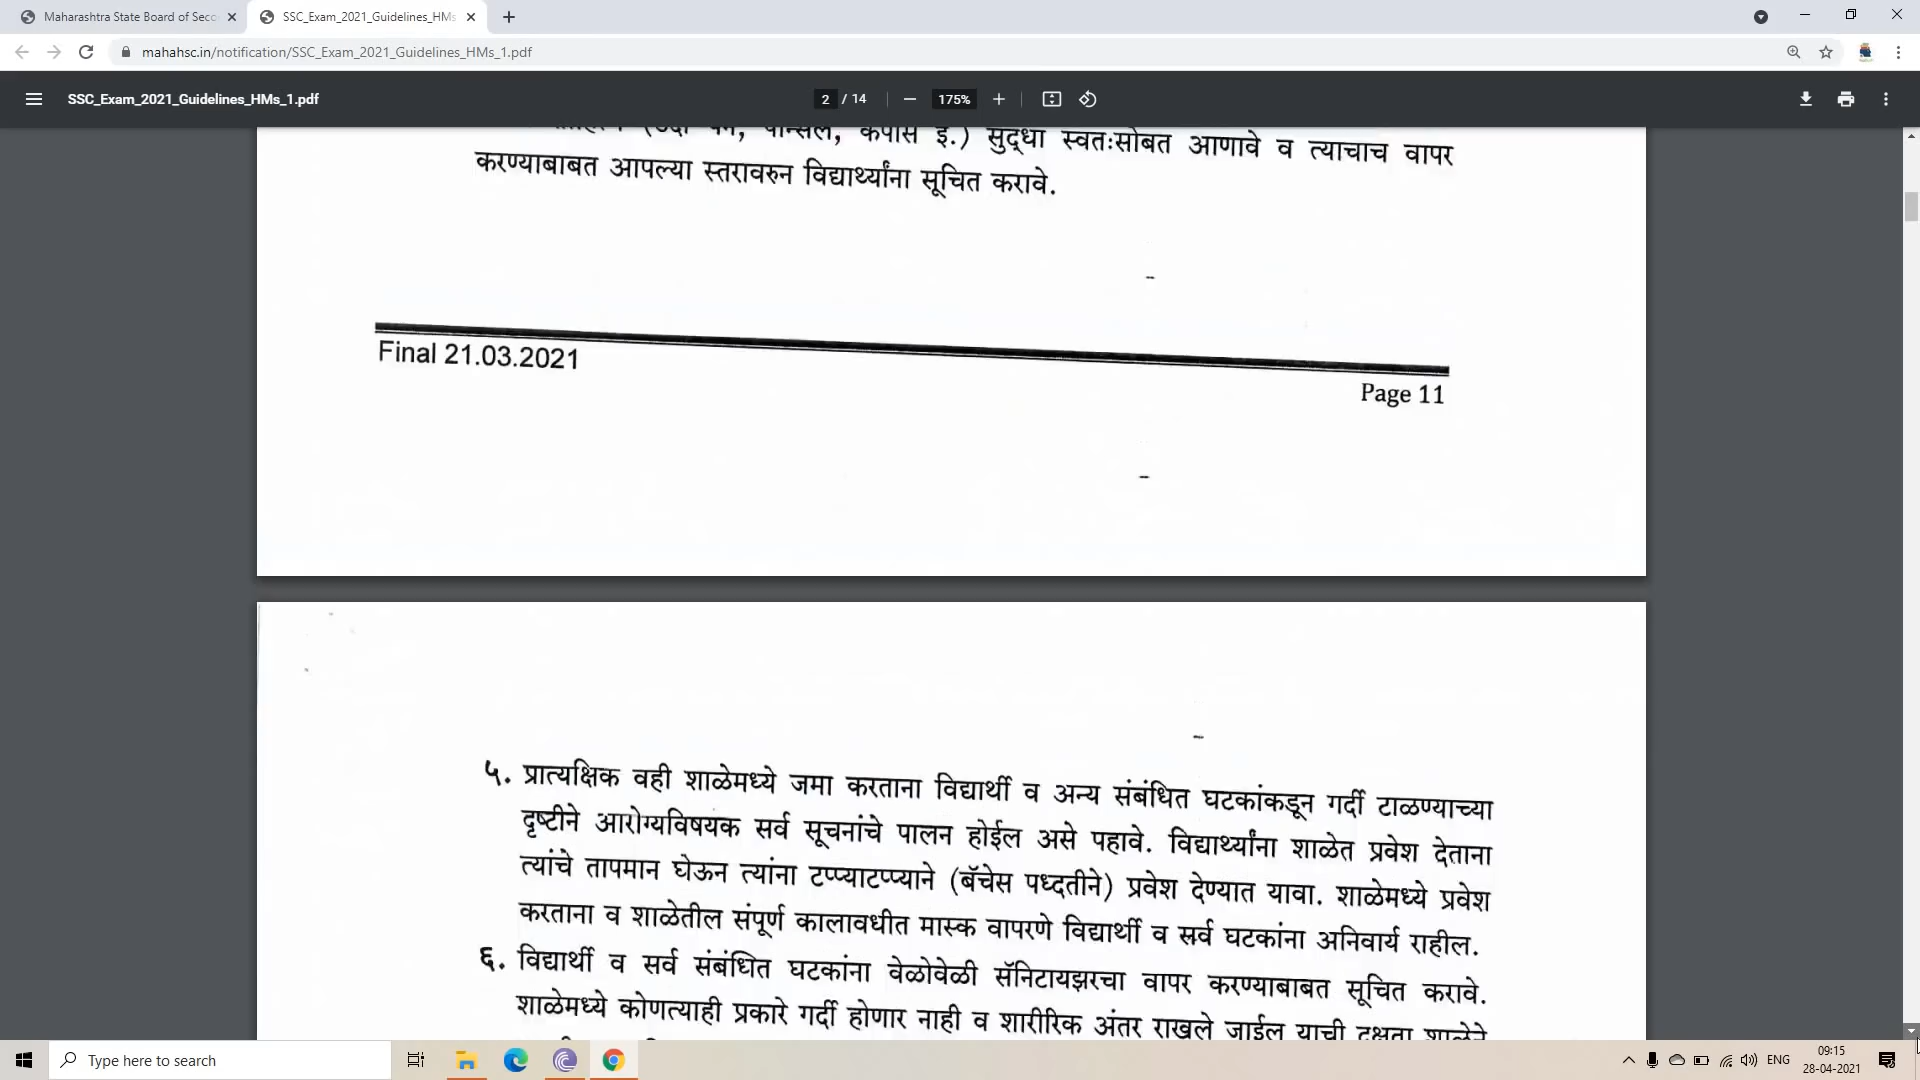 Maharashtra State Board of Seco
SSC_Exam_2021_Guidelines_HMs_
mahahsc.in/notification/SSC_Exam_2021_Guidelines_HMs_1.pdf
SSC_Exam_2021_Guidelines_HMs_1.pdf
2 / 14
175%
पेन, पेन्सिल, कंपास इ.) सुद्धा स्वतःसोबत आणावे व त्याचाच वापर
करण्याबाबत आपल्या स्तरावरुन विद्यार्थ्यांना सूचित करावे.
Final 21.03.2021
Page 11
५. प्रात्यक्षिक वही शाळेमध्ये जमा करताना विद्यार्थी व अन्य संबंधित घटकांकडून गर्दी टाळण्याच्या
दृष्टीने आरोग्यविषयक सर्व सूचनांचे पालन होईल असे पहावे. विद्यार्थ्यांना शाळेत प्रवेश देताना
त्यांचे तापमान घेऊन त्यांना टप्प्याटप्प्याने (बॅचेस पध्दतीने) प्रवेश देण्यात यावा. शाळेमध्ये प्रवेश
करताना व शाळेतील संपूर्ण कालावधीत मास्क वापरणे विद्यार्थी व सर्व घटकांना अनिवार्य राहील.
६. विद्यार्थी व सर्व संबंधित घटकांना वेळोवेळी सॅनिटायझरचा वापर करण्याबाबत सूचित करावे.
शाळेमध्ये कोणत्याही प्रकारे गर्दी होणार नाही व शारीरिक अंतर राखले जाईल याची दक्षता शाळेने
Type here to search
ENG
09:15
28-04-2021